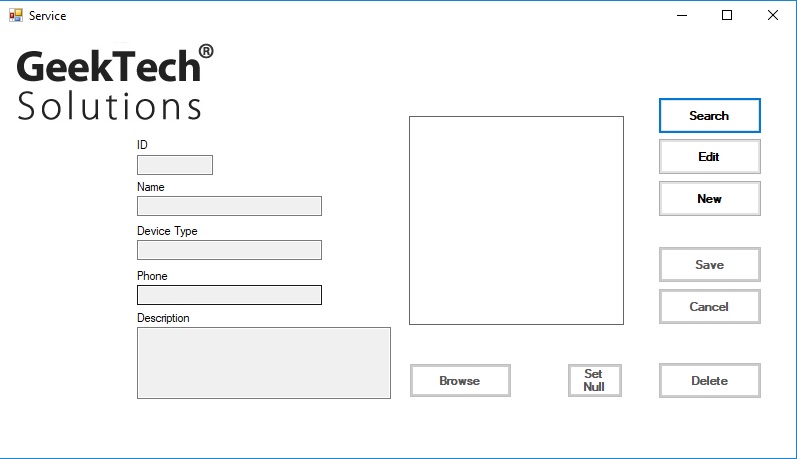 Service
GeekTech®
Solutions
ID
Name
Device Type
Phone
Description
Browse
Set
Null
Search
Edit
New
Save
Cancel
Delete